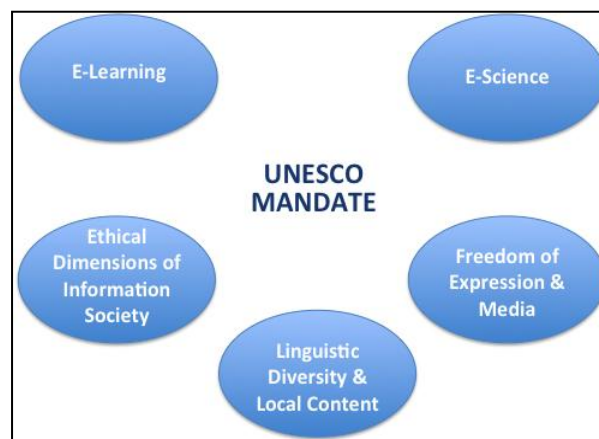 E-Learning
E-Science
UNESCO
MANDATE
Ethical
Dimensions of
Information
Society
Freedom of
Expression &
Media
Linguistic
Diversity &
Local Content